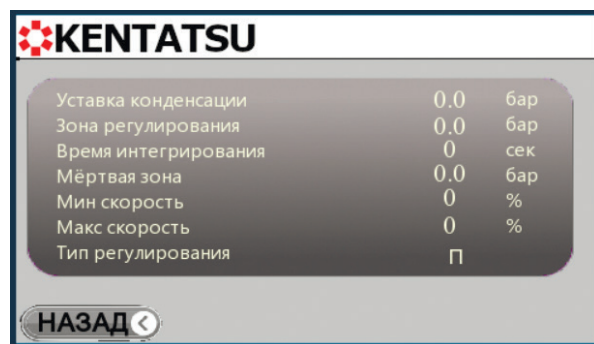 KENTATSU
Уставка конденсации 0.0 бар
Зона регулирования 0.0 бар
Время интегрирования 0 сек
Мёртвая зона 0.0 бар
Мин скорость 0 %
Макс скорость 0 %
Тип регулирования П
НАЗАД